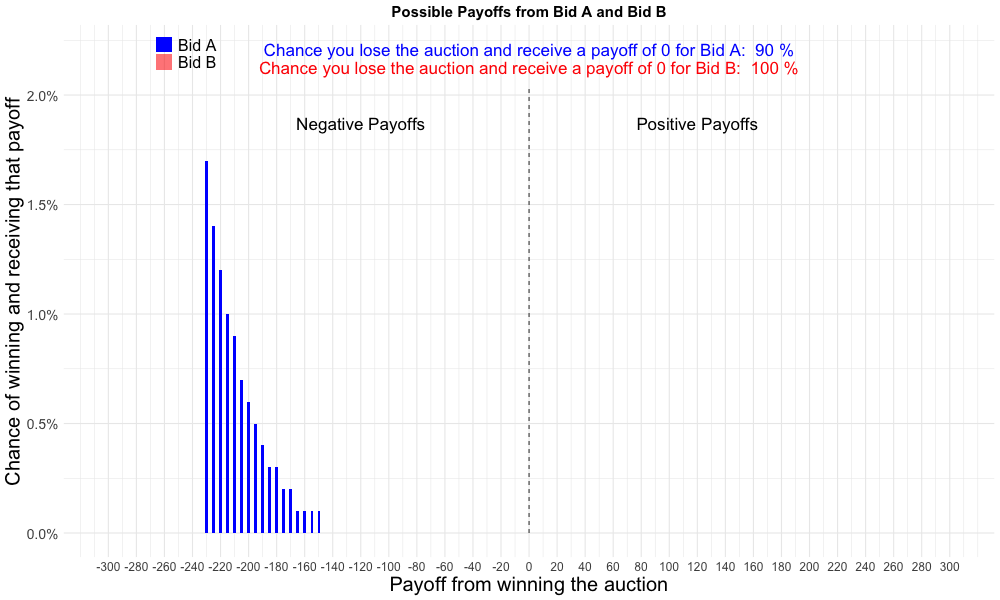 Possible Payoffs from Bid A and Bid B
Bid A
Bid B
Chance you lose the auction and receive a payoff of 0 for Bid A:  90 %
Chance you lose the auction and receive a payoff of 0 for Bid B:  100 %
Negative Payoffs
Positive Payoffs
Chance of winning and receiving that payoff
2.0%
1.5%
1.0%
0.5%
0.0%
-300 -280 -260 -240 -220 -200 -180 -160 -140 -120 -100 -80 -60 -40 -20 0 20 40 60 80 100 120 140 160 180 200 220 240 260 280 300
Payoff from winning the auction